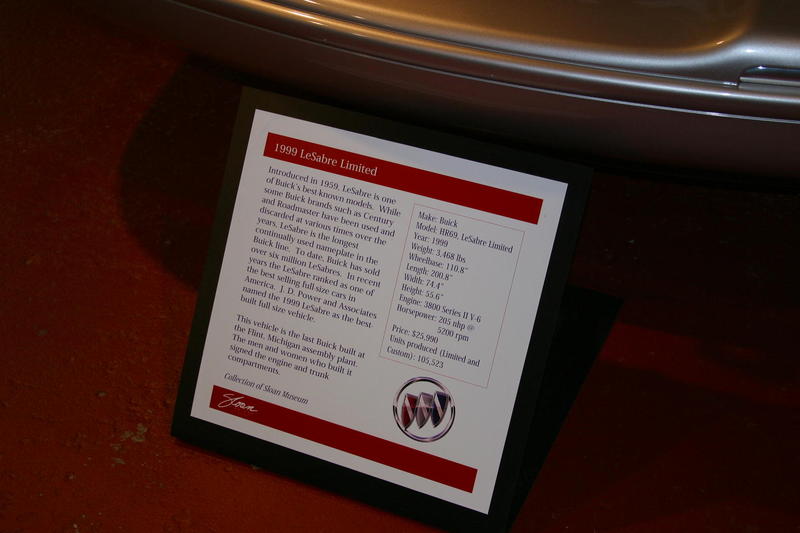 1999 LeSabre Limited
Introduced in 1959, LeSabre is one
of Buick's best-known models. While
some Buick brands such as Century
and Roadmaster have been used and
discarded at various times over the
years, LeSabre is the longest
continually used nameplate in the
Buick line. To date, Buick has sold
over six million LeSabres. In recent
years the LeSabre ranked as one of
the best selling full-size cars in
America. J. D. Power and Associates
named the 1999 LeSabre as the best-
built full size vehicle.
This vehicle is the last Buick built at
the Flint, Michigan assembly plant.
The men and women who built it
signed the engine and trunk
compartments.
Collection of Sloan Museum
Sloan
Make: Buick
Model: HR69, LeSabre Limited
Year: 1999
Weight: 3,468 lbs
Wheelbase: 110.8"
Length: 200.8"
Width: 74.4"
Height: 55.6"
Engine: 3800 Series II V-6
Horsepower: 205 nhp @
5200 rpm
Price: $25,990
Units produced (Limited and
Custom): 105,523